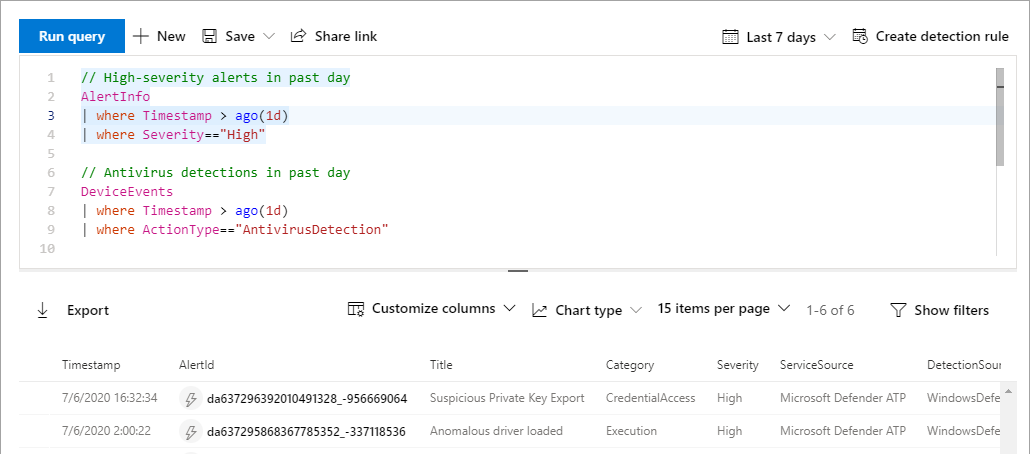 Run query New Save Share link Last 7 days Create detection rule
1 // High-severity alerts in past day
2 AlertInfo
3 | where Timestamp > ago(1d)
4 | where Severity=="High"
5
6 // Antivirus detections in past day
7 DeviceEvents
8 | where Timestamp > ago(1d)
9 | where ActionType=="AntivirusDetection"
10
Export Customize columns Chart type 15 items per page 1-6 of 6 Show filters
Timestamp AlertId Title Category Severity ServiceSource DetectionSour
7/6/2020 16:32:34 da637296392010491328_-956669064 Suspicious Private Key Export CredentialAccess High Microsoft Defender ATP WindowsDefe
7/6/2020 2:00:22 da637295868367785352_-337118536 Anomalous driver loaded Execution High Microsoft Defender ATP WindowsDefe